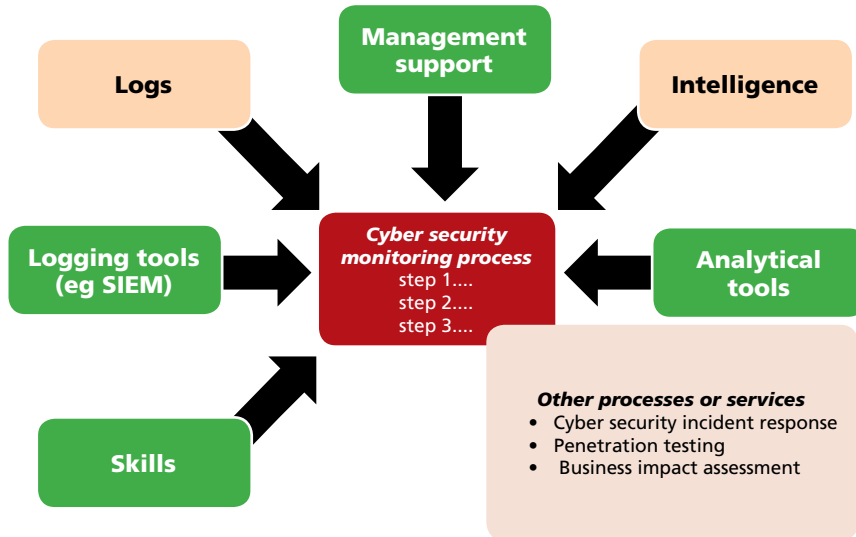 Management
support
Logs
Intelligence
Cyber security
monitoring process
step 1....
step 2....
step 3....
Logging tools
(eg SIEM)
Analytical
tools
Skills
Other processes or services
• Cyber security incident response
• Penetration testing
• Business impact assessment